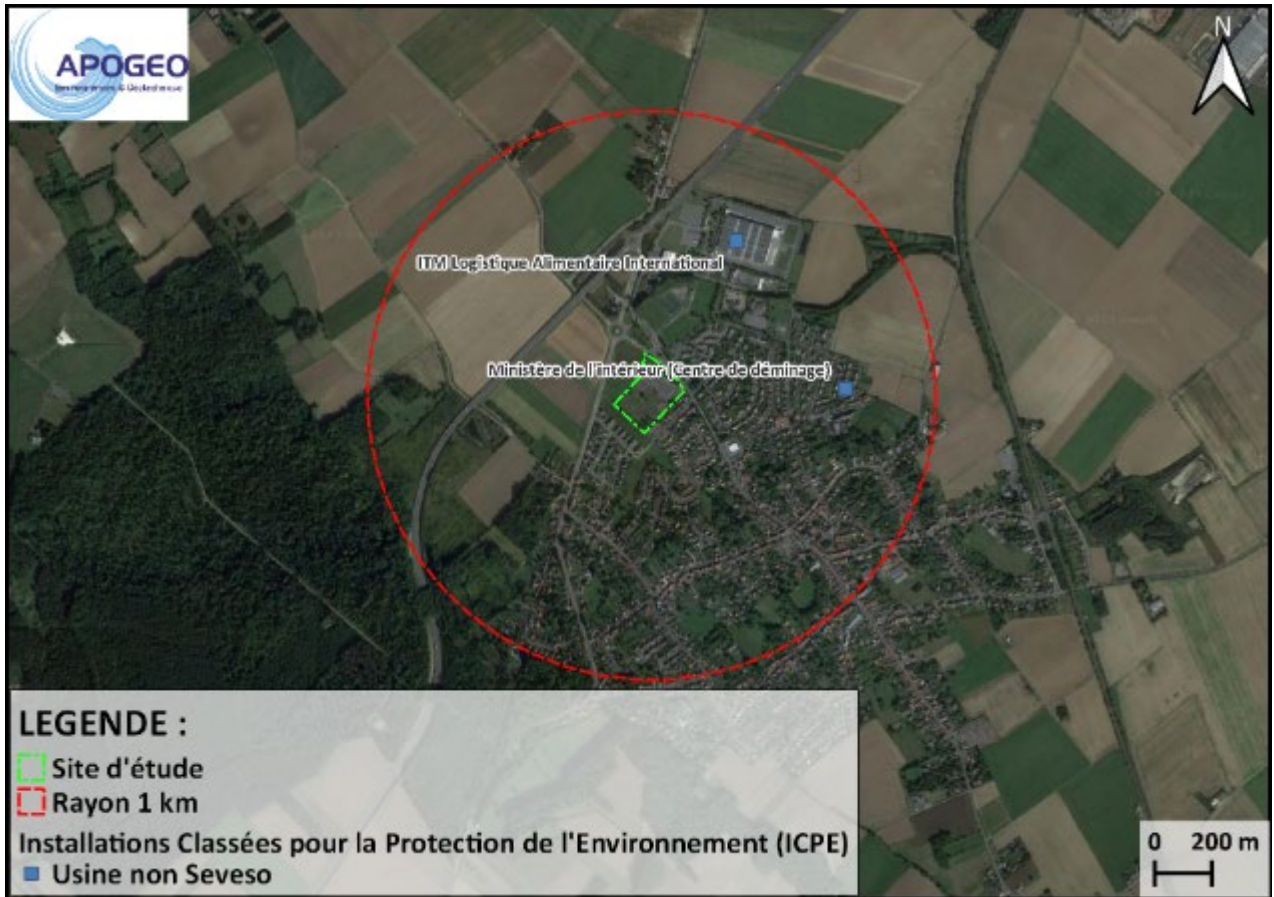 APOGEO
N
ITM Logistique Alimentaire International
Ministère de l'intérieur (Centre de déminage)
LEGENDE :
Site d'étude
Rayon 1 km
Installations Classées pour la Protection de l'Environnement (ICPE)
Usine non Seveso
0 200 m